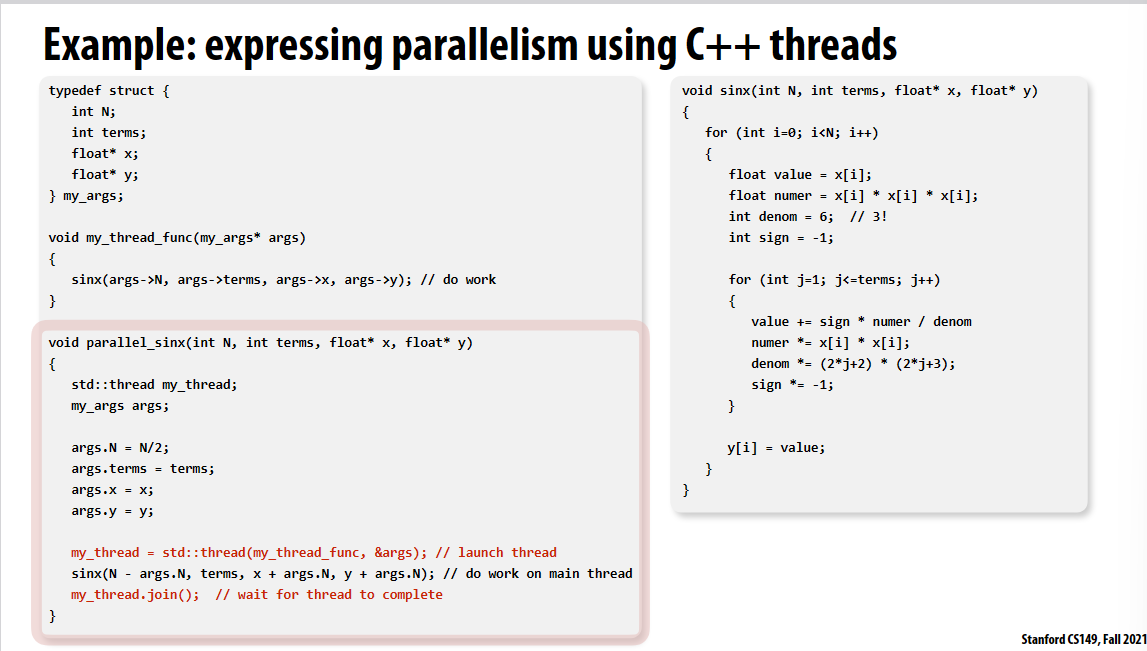 Example: expressing parallelism using C++ threads
typedef struct {
   int N;
   int terms;
   float* x;
   float* y;
} my_args;

void my_thread_func(my_args* args)
{
   sinx(args->N, args->terms, args->x, args->y); // do work
}

void parallel_sinx(int N, int terms, float* x, float* y)
{
   std::thread my_thread;
   my_args args;

   args.N = N/2;
   args.terms = terms;
   args.x = x;
   args.y = y;

   my_thread = std::thread(my_thread_func, &args); // launch thread
   sinx(N - args.N, terms, x + args.N, y + args.N); // do work on main thread
   my_thread.join();  // wait for thread to complete
}

void sinx(int N, int terms, float* x, float* y)
{
   for (int i=0; i<N; i++)
   {
      float value = x[i];
      float numer = x[i] * x[i] * x[i];
      int denom = 6;  // 3!
      int sign = -1;

      for (int j=1; j<=terms; j++)
      {
         value += sign * numer / denom
         numer *= x[i] * x[i];
         denom *= (2*j+2) * (2*j+3);
         sign *= -1;
      }

      y[i] = value;
   }
}
Stanford CS149, Fall 2021